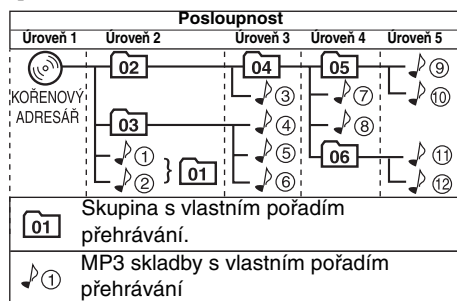 Posloupnost
Úroveň 1 Úroveň 2 Úroveň 3 Úroveň 4 Úroveň 5
02 04 05 ⑨
KOŘENOVÝ ③ ⑦ ⑩
ADRESÁŘ
03 ④ ⑧
① ⑤ 06 ⑪
② 01 ⑥ ⑫
01 Skupina s vlastním pořadím
přehrávání.
① MP3 skladby s vlastním pořadím
přehrávání